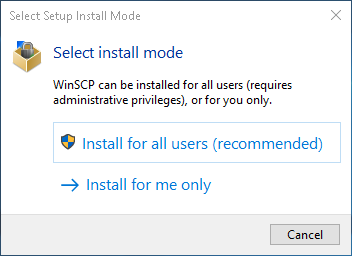 Select Setup Install Mode
Select install mode
WinSCP can be installed for all users (requires
administrative privileges), or for you only.
Install for all users (recommended)
Install for me only
Cancel